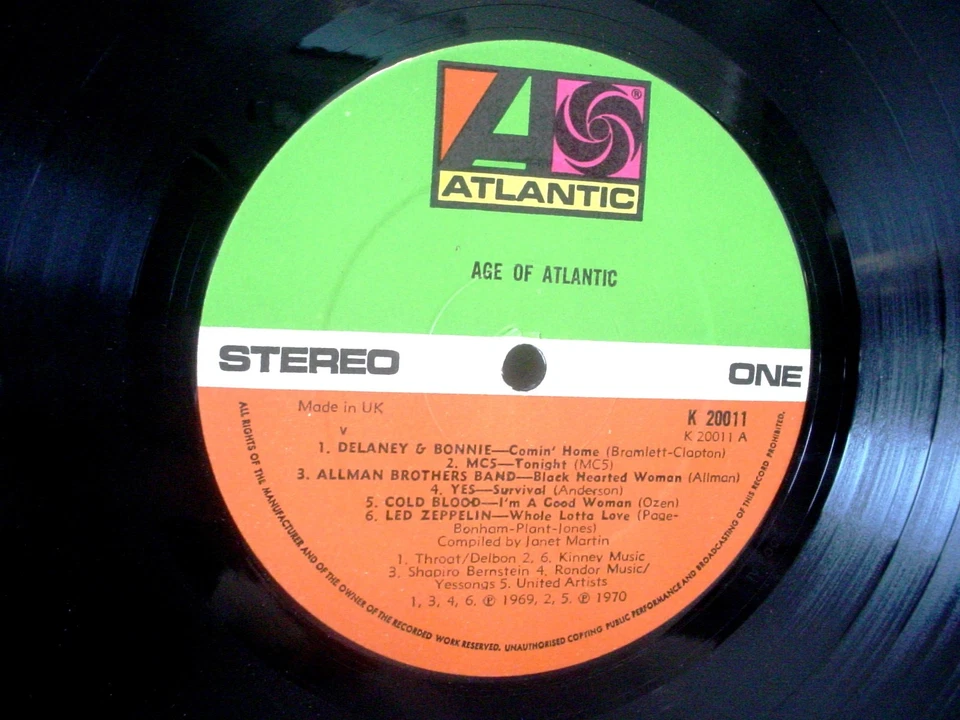 ®
ATLANTIC
AGE OF ATLANTIC
STEREO
ONE
Made in UK
K 20011
V
K 20011 A
1. DELANEY & BONNIE—Comin' Home (Bramlett-Clapton)
2. MC5—Tonight (MC5)
3. ALLMAN BROTHERS BAND—Black Hearted Woman (Allman)
4. YES—Survival (Anderson)
5. COLD BLOOD—I'm A Good Woman (Ozen)
6. LED ZEPPELIN—Whole Lotta Love (Page-
Bonham-Plant-Jones)
Compiled by Janet Martin
1. Throat/Delbon 2, 6. Kinney Music
3. Shapiro Bernstein 4. Rondor Music/
Yessongs 5. United Artists
1, 3, 4, 6. ℗ 1969, 2, 5. ℗ 1970
ALL RIGHTS OF THE MANUFACTURER AND OF THE OWNER OF THE RECORDED WORK RESERVED. UNAUTHORISED COPYING PUBLIC PERFORMANCE AND BROADCASTING OF THIS RECORD PROHIBITED.